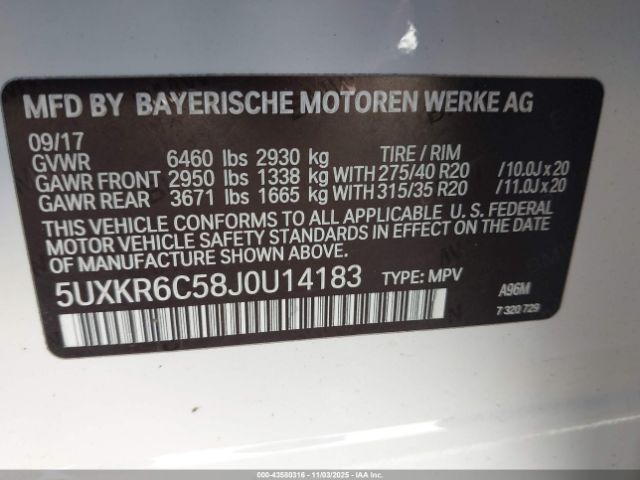 MFD BY BAYERISCHE MOTOREN WERKE AG
09/17
GVWR 6460 lbs 2930 kg TIRE / RIM
GAWR FRONT 2950 lbs 1338 kg WITH 275/40 R20 /10.0J x 20
GAWR REAR 3671 lbs 1665 kg WITH 315/35 R20 /11.0J x 20
THIS VEHICLE CONFORMS TO ALL APPLICABLE U. S. FEDERAL
MOTOR VEHICLE SAFETY STANDARDS IN EFFECT ON THE DATE
OF MANUFACTURE SHOWN ABOVE.
5UXKR6C58J0U14183 TYPE: MPV A96M
7 320 729
000-43580316 - 11/03/2025 - IAAI.COM